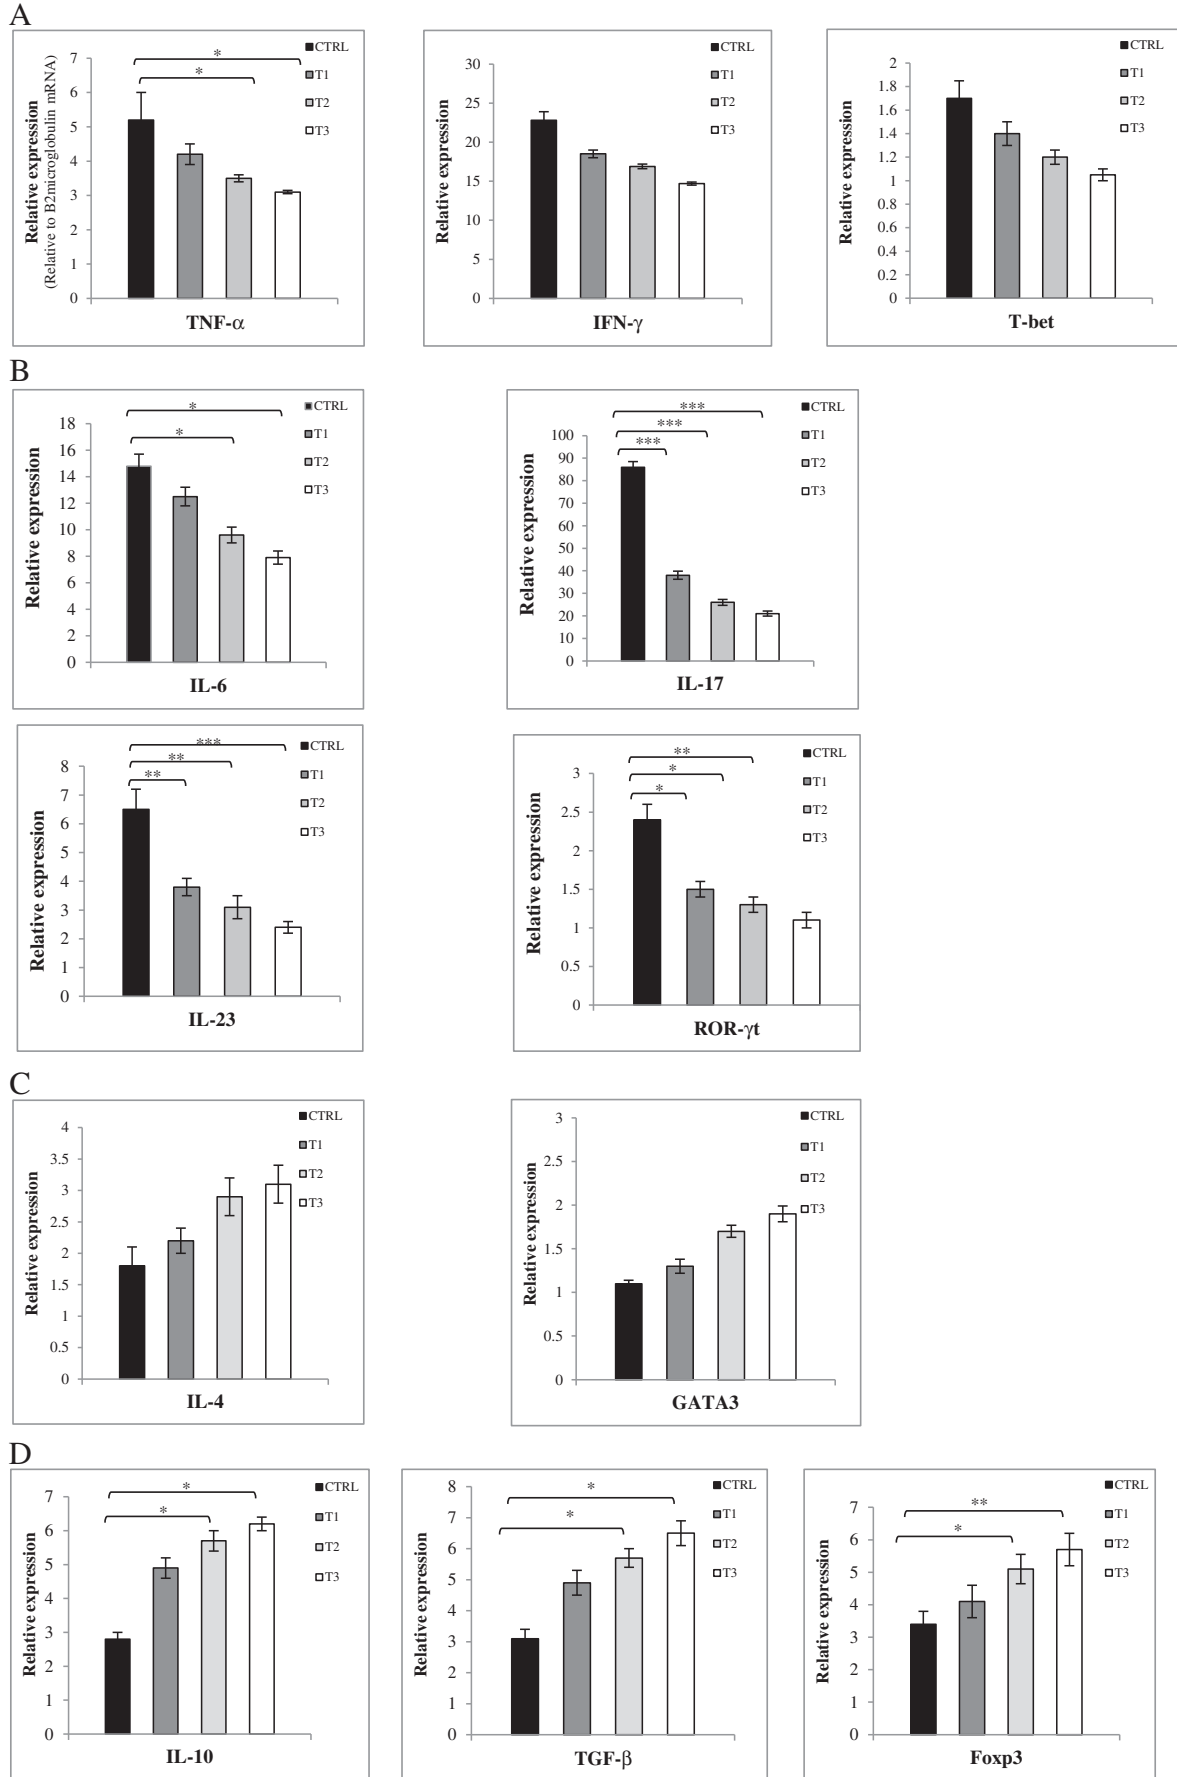 A
Relative expression
(Relative to B2microglobulin mRNA)
7
6
5
4
3
2
1
0
*
*
CTRL
T1
T2
T3
TNF-α
Relative expression
30
25
20
15
10
5
0
CTRL
T1
T2
T3
IFN-γ
Relative expression
2
1.8
1.6
1.4
1.2
1
0.8
0.6
0.4
0.2
0
CTRL
T1
T2
T3
T-bet
B
Relative expression
18
16
14
12
10
8
6
4
2
0
*
*
CTRL
T1
T2
T3
IL-6
Relative expression
100
90
80
70
60
50
40
30
20
10
0
***
***
***
CTRL
T1
T2
T3
IL-17
Relative expression
8
7
6
5
4
3
2
1
0
***
**
**
CTRL
T1
T2
T3
IL-23
Relative expression
3
2.5
2
1.5
1
0.5
0
**
*
*
CTRL
T1
T2
T3
ROR-γt
C
Relative expression
4
3.5
3
2.5
2
1.5
1
0.5
0
CTRL
T1
T2
T3
IL-4
Relative expression
3
2.5
2
1.5
1
0.5
0
CTRL
T1
T2
T3
GATA3
D
Relative expression
7
6
5
4
3
2
1
0
*
*
CTRL
T1
T2
T3
IL-10
Relative expression
8
7
6
5
4
3
2
1
0
*
*
CTRL
T1
T2
T3
TGF-β
Relative expression
7
6
5
4
3
2
1
0
**
*
CTRL
T1
T2
T3
Foxp3